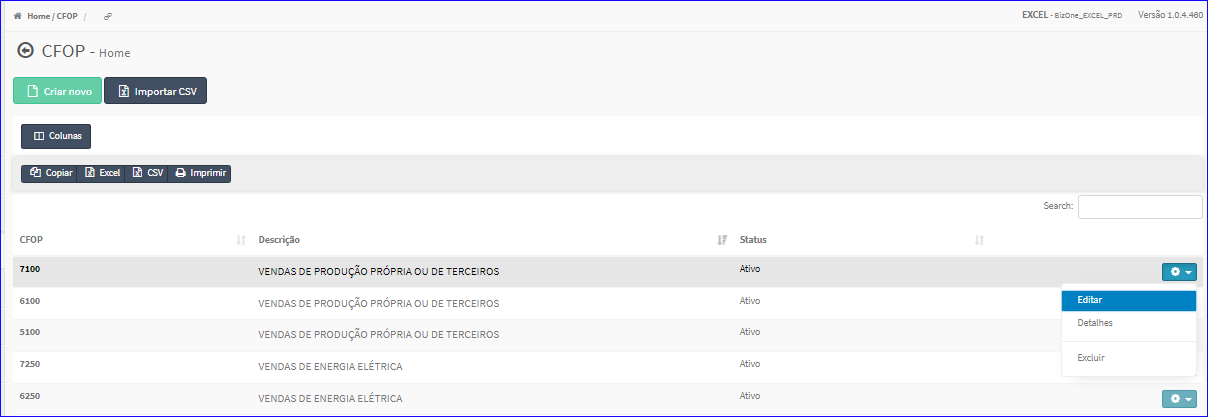 Home / CFOP / EXCEL - BizOne_EXCEL_PRD Versão 1.0.4.460
CFOP - Home
Criar novo Importar CSV
Colunas
Copiar Excel CSV Imprimir
Search:
CFOP Descrição Status
7100 VENDAS DE PRODUÇÃO PRÓPRIA OU DE TERCEIROS Ativo
Editar
6100 VENDAS DE PRODUÇÃO PRÓPRIA OU DE TERCEIROS Ativo
Detalhes
5100 VENDAS DE PRODUÇÃO PRÓPRIA OU DE TERCEIROS Ativo
Excluir
7250 VENDAS DE ENERGIA ELÉTRICA Ativo
6250 VENDAS DE ENERGIA ELÉTRICA Ativo